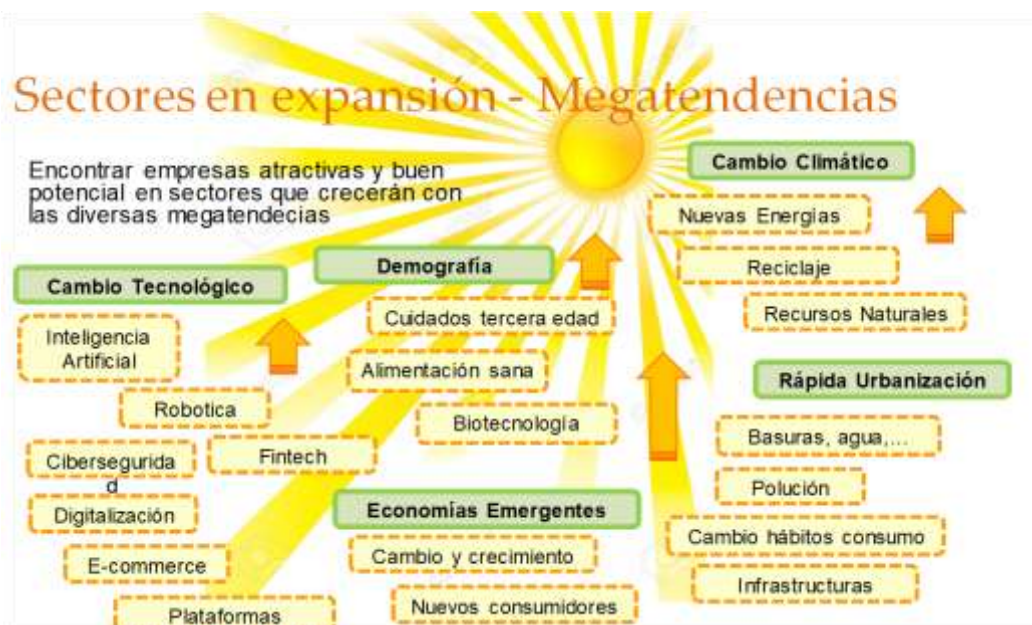 Sectores en expansión - Megatendencias
Encontrar empresas atractivas y buen
potencial en sectores que crecerán con
las diversas megatendecias
Cambio Tecnológico
Inteligencia
Artificial
Robotica
Fintech
Cibersegurida
d
Digitalización
E-commerce
Plataformas
Demografía
Cuidados tercera edad
Alimentación sana
Biotecnología
Economías Emergentes
Cambio y crecimiento
Nuevos consumidores
Cambio Climático
Nuevas Energías
Reciclaje
Recursos Naturales
Rápida Urbanización
Basuras, agua,...
Polución
Cambio hábitos consumo
Infrastructuras